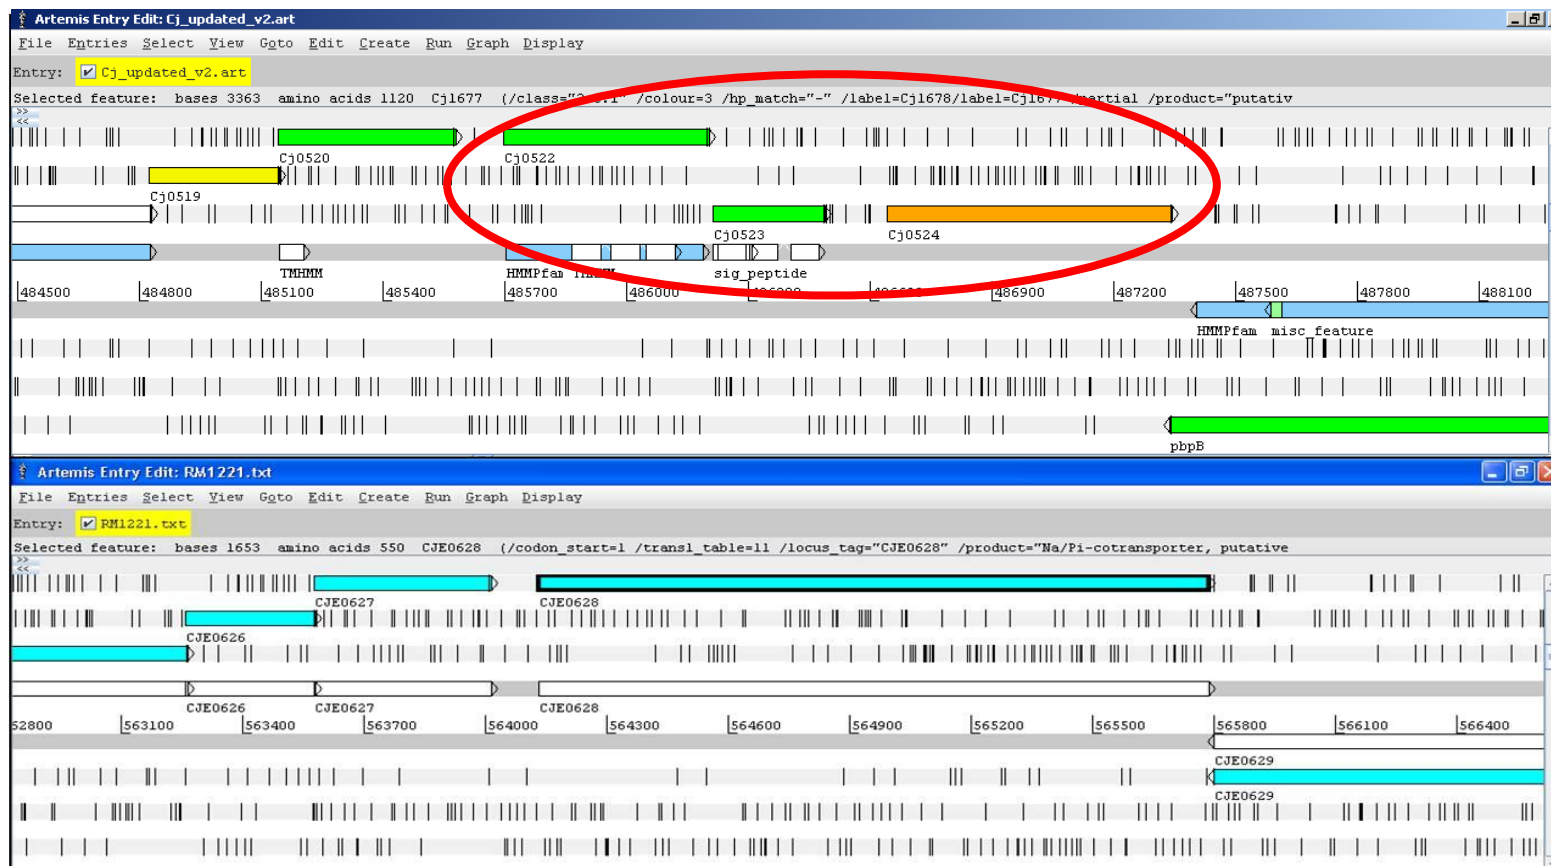 Artemis Entry Edit: Cj_updated_v2.art
File Entries Select View Goto Edit Create Run Graph Display
Entry: Cj_updated_v2.art
Selected feature: bases 3363 amino acids 1120 Cj1677 /colour=3 /hp_match="-" /label=Cj1678/label=Cj1677 /partial /product="putativ
>>
<<
Cj0520 Cj0522
Cj0519
Cj0523 Cj0524
TMHMM HMMPfam TMHMM sig_peptide
484500 484800 485100 485400 485700 486000 486300 486600 486900 487200 487500 487800 488100
HMMPfam misc_feature
pbpB
Artemis Entry Edit: RM1221.txt
File Entries Select View Goto Edit Create Run Graph Display
Entry: RM1221.txt
Selected feature: bases 1653 amino acids 550 CJE0628 (/codon_start=1 /transl_table=11 /locus_tag="CJE0628" /product="Na/Pi-cotransporter, putative
>>
<<
CJE0627 CJE0628
CJE0626
CJE0626 CJE0627 CJE0628
52800 563100 563400 563700 564000 564300 564600 564900 565200 565500 565800 566100 566400
CJE0629
CJE0629